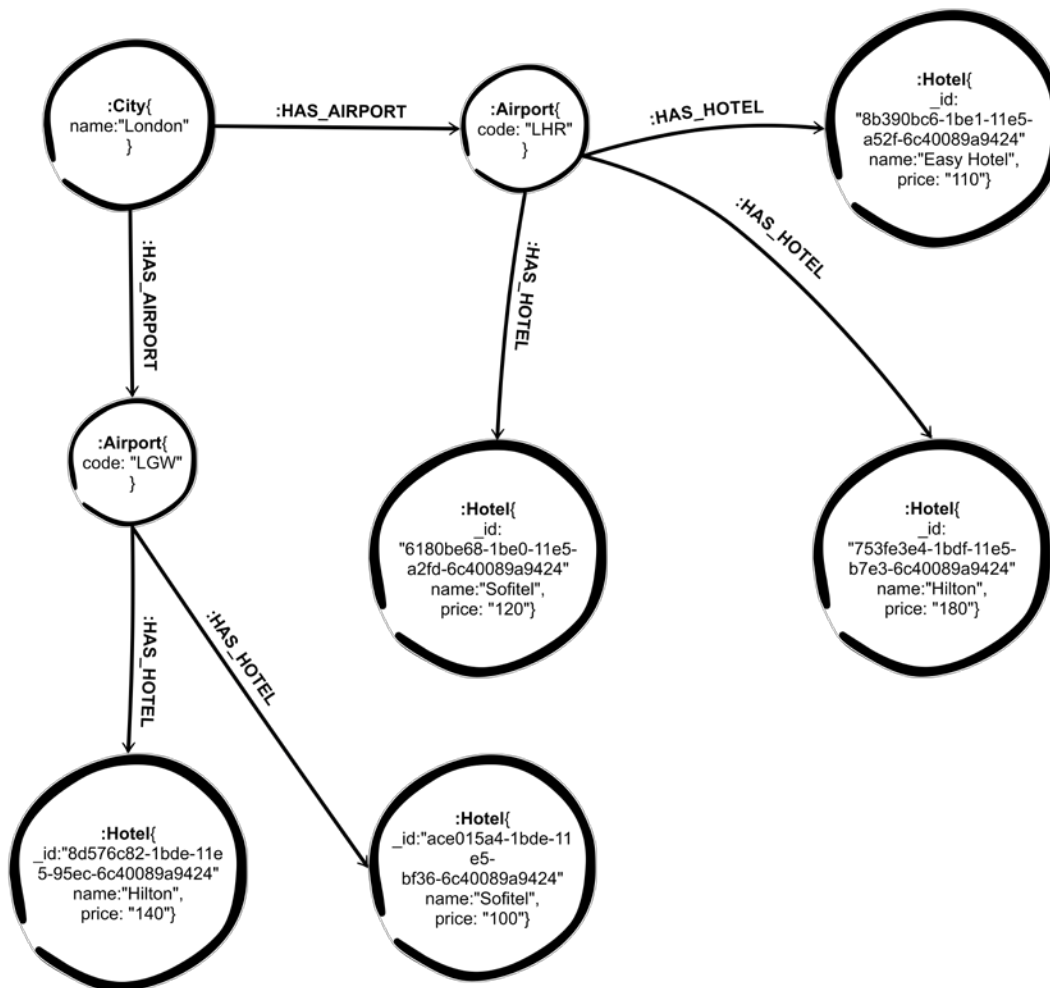 :City{
name:"London"
}
:HAS_AIRPORT
:Airport{
code: "LHR"
}
:HAS_HOTEL
:Hotel{
_id:
"8b390bc6-1be1-11e5-
a52f-6c40089a9424"
name:"Easy Hotel",
price: "110"}
:HAS_HOTEL
:HAS_HOTEL
:HAS_AIRPORT
:Airport{
code: "LGW"
}
:Hotel{
_id:
"6180be68-1be0-11e5-
a2fd-6c40089a9424"
name:"Sofitel",
price: "120"}
:Hotel{
_id:
"753fe3e4-1bdf-11e5-
b7e3-6c40089a9424"
name:"Hilton",
price: "180"}
:HAS_HOTEL
:HAS_HOTEL
:Hotel{
_id:"8d576c82-1bde-11e
5-95ec-6c40089a9424"
name:"Hilton",
price: "140"}
:Hotel{
_id:"ace015a4-1bde-11
e5-
bf36-6c40089a9424"
name:"Sofitel",
price: "100"}